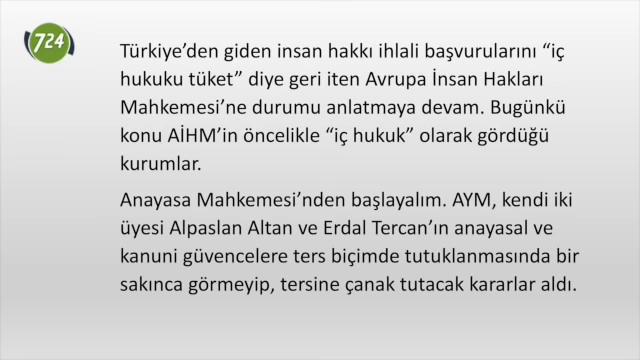 724
Türkiye’den giden insan hakkı ihlali başvurularını “iç
hukuku tüket” diye geri iten Avrupa İnsan Hakları
Mahkemesi’ne durumu anlatmaya devam. Bugünkü
konu AİHM’in öncelikle “iç hukuk” olarak gördüğü
kurumlar.
Anayasa Mahkemesi’nden başlayalım. AYM, kendi iki
üyesi Alpaslan Altan ve Erdal Tercan’ın anayasal ve
kanuni güvencelere ters biçimde tutuklanmasında bir
sakınca görmeyip, tersine çanak tutacak kararlar aldı.